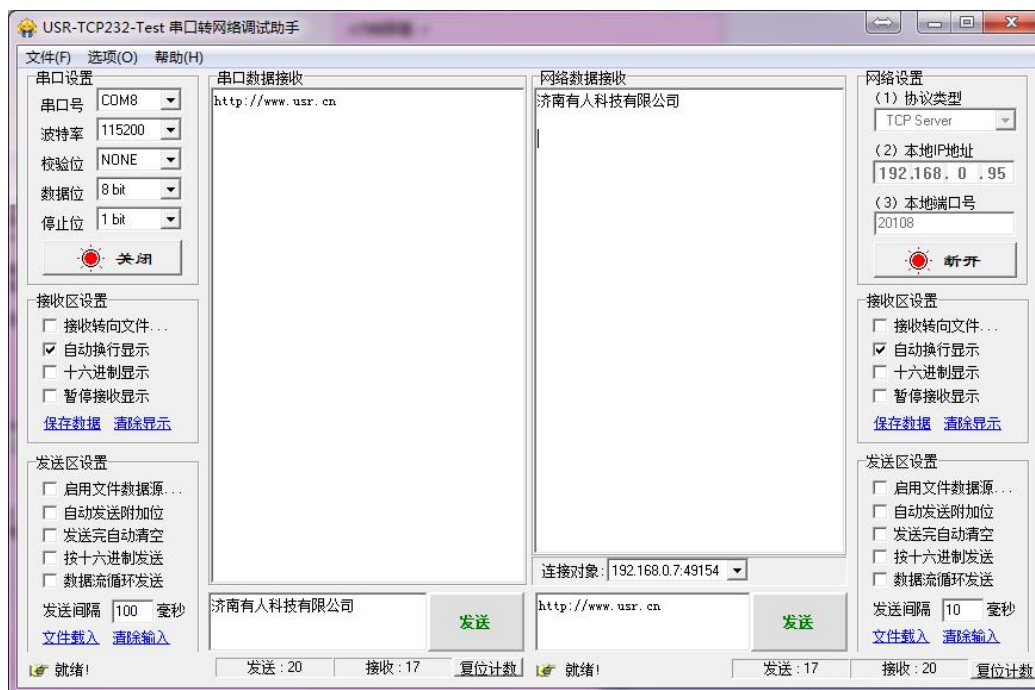 USR-TCP232-Test 串口转网络调试助手
文件(F) 选项(O) 帮助(H)
串口设置
串口号 COM8
波特率 115200
校验位 NONE
数据位 8 bit
停止位 1 bit
关闭
接收区设置
接收转向文件...
自动换行显示
十六进制显示
暂停接收显示
保存数据 清除显示
发送区设置
启用文件数据源...
自动发送附加位
发送完自动清空
按十六进制发送
数据流循环发送
发送间隔 100 毫秒
文件载入 清除输入
串口数据接收
http://www.usr.cn
济南有人科技有限公司
发送
网络数据接收
济南有人科技有限公司
连接对象: 192.168.0.7:49154
http://www.usr.cn
发送
网络设置
(1) 协议类型
TCP Server
(2) 本地IP地址
192.168. 0 .95
(3) 本地端口号
20108
断开
接收区设置
接收转向文件...
自动换行显示
十六进制显示
暂停接收显示
保存数据 清除显示
发送区设置
启用文件数据源...
自动发送附加位
发送完自动清空
按十六进制发送
数据流循环发送
发送间隔 10 毫秒
文件载入 清除输入
就绪! 发送 : 20 接收 : 17 复位计数 就绪! 发送 : 17 接收 : 20 复位计数